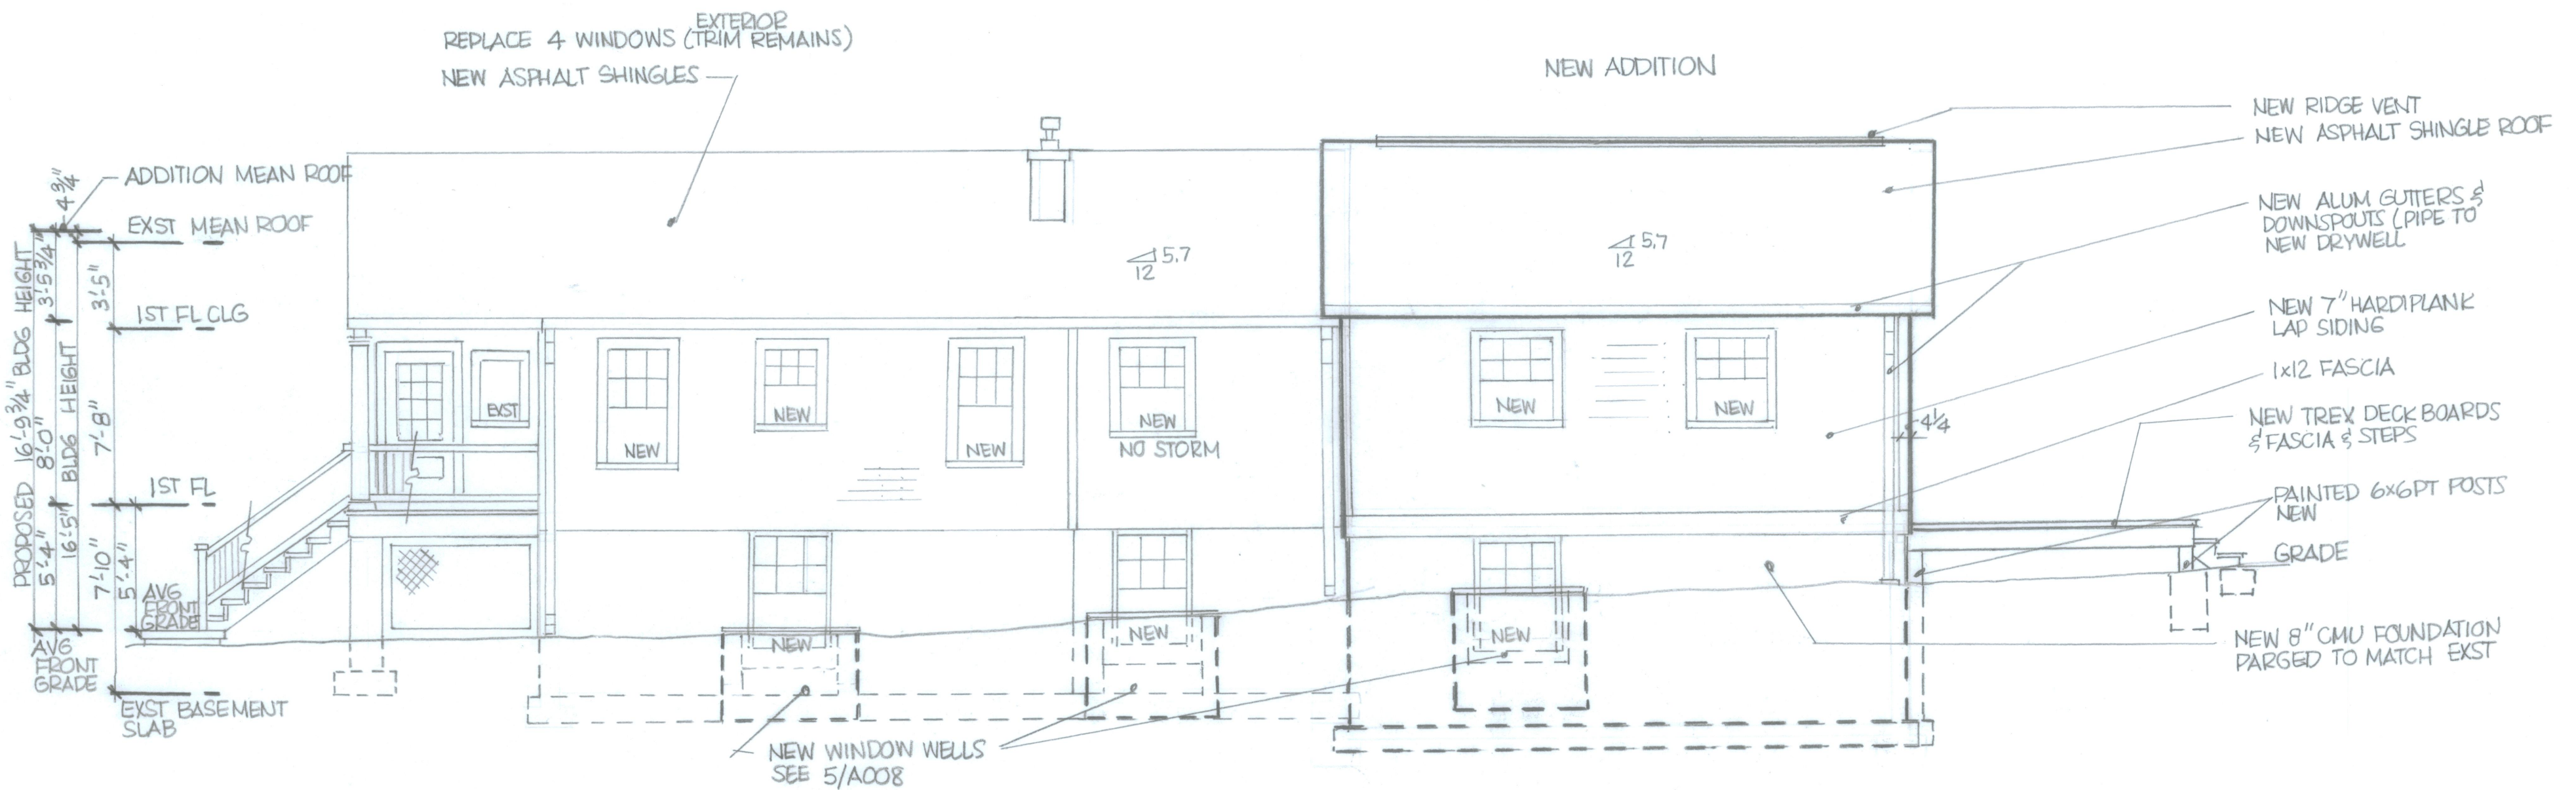 EXTERIOR
REPLACE 4 WINDOWS (TRIM REMAINS)
NEW ASPHALT SHINGLES
NEW ADDITION
NEW RIDGE VENT
NEW ASPHALT SHINGLE ROOF
NEW ALUM GUTTERS &
DOWNSPOUTS (PIPE TO
NEW DRYWELL
NEW 7" HARDIPLANK
LAP SIDING
1x12 FASCIA
NEW TREX DECK BOARDS
& FASCIA & STEPS
PAINTED 6x6PT POSTS
NEW
GRADE
NEW 8" CMU FOUNDATION
PARGED TO MATCH EXST
4 3/4"
ADDITION MEAN ROOF
EXST MEAN ROOF
1ST FL CLG
1ST FL
AVG
FRONT
GRADE
AVG
FRONT
GRADE
EXST BASEMENT
SLAB
PROPOSED 16'-9 3/4" BLDG HEIGHT
3'-5 3/4"
8'-0"
5'-4"
16'-5" BLDG HEIGHT
3'-5"
7'-8"
7'-10"
5'-4"
5.7
12
5.7
12
EXST
NEW
NEW
NEW
NEW
NO STORM
NEW
NEW
4 1/4
NEW
NEW
NEW
NEW WINDOW WELLS
SEE 5/A008